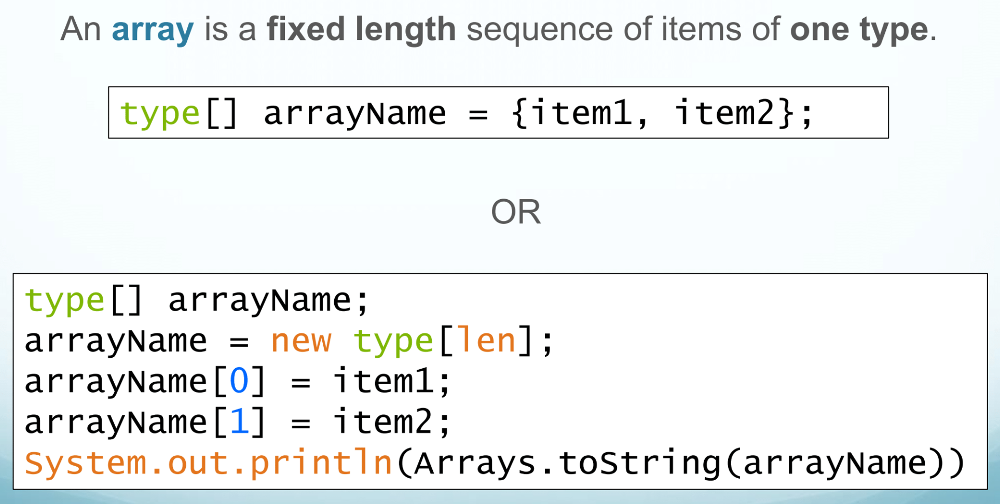 An array is a fixed length sequence of items of one type.
type[] arrayName = {item1, item2};
OR
type[] arrayName;
arrayName = new type[len];
arrayName[0] = item1;
arrayName[1] = item2;
System.out.println(Arrays.toString(arrayName))